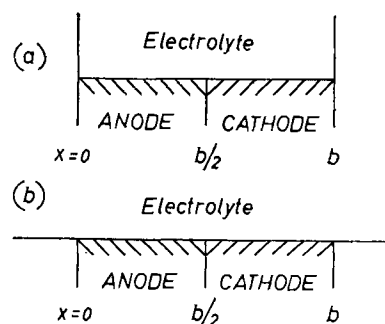 (a)
Electrolyte
ANODE CATHODE
x=0 b/2 b
(b)
Electrolyte
ANODE CATHODE
x=0 b/2 b